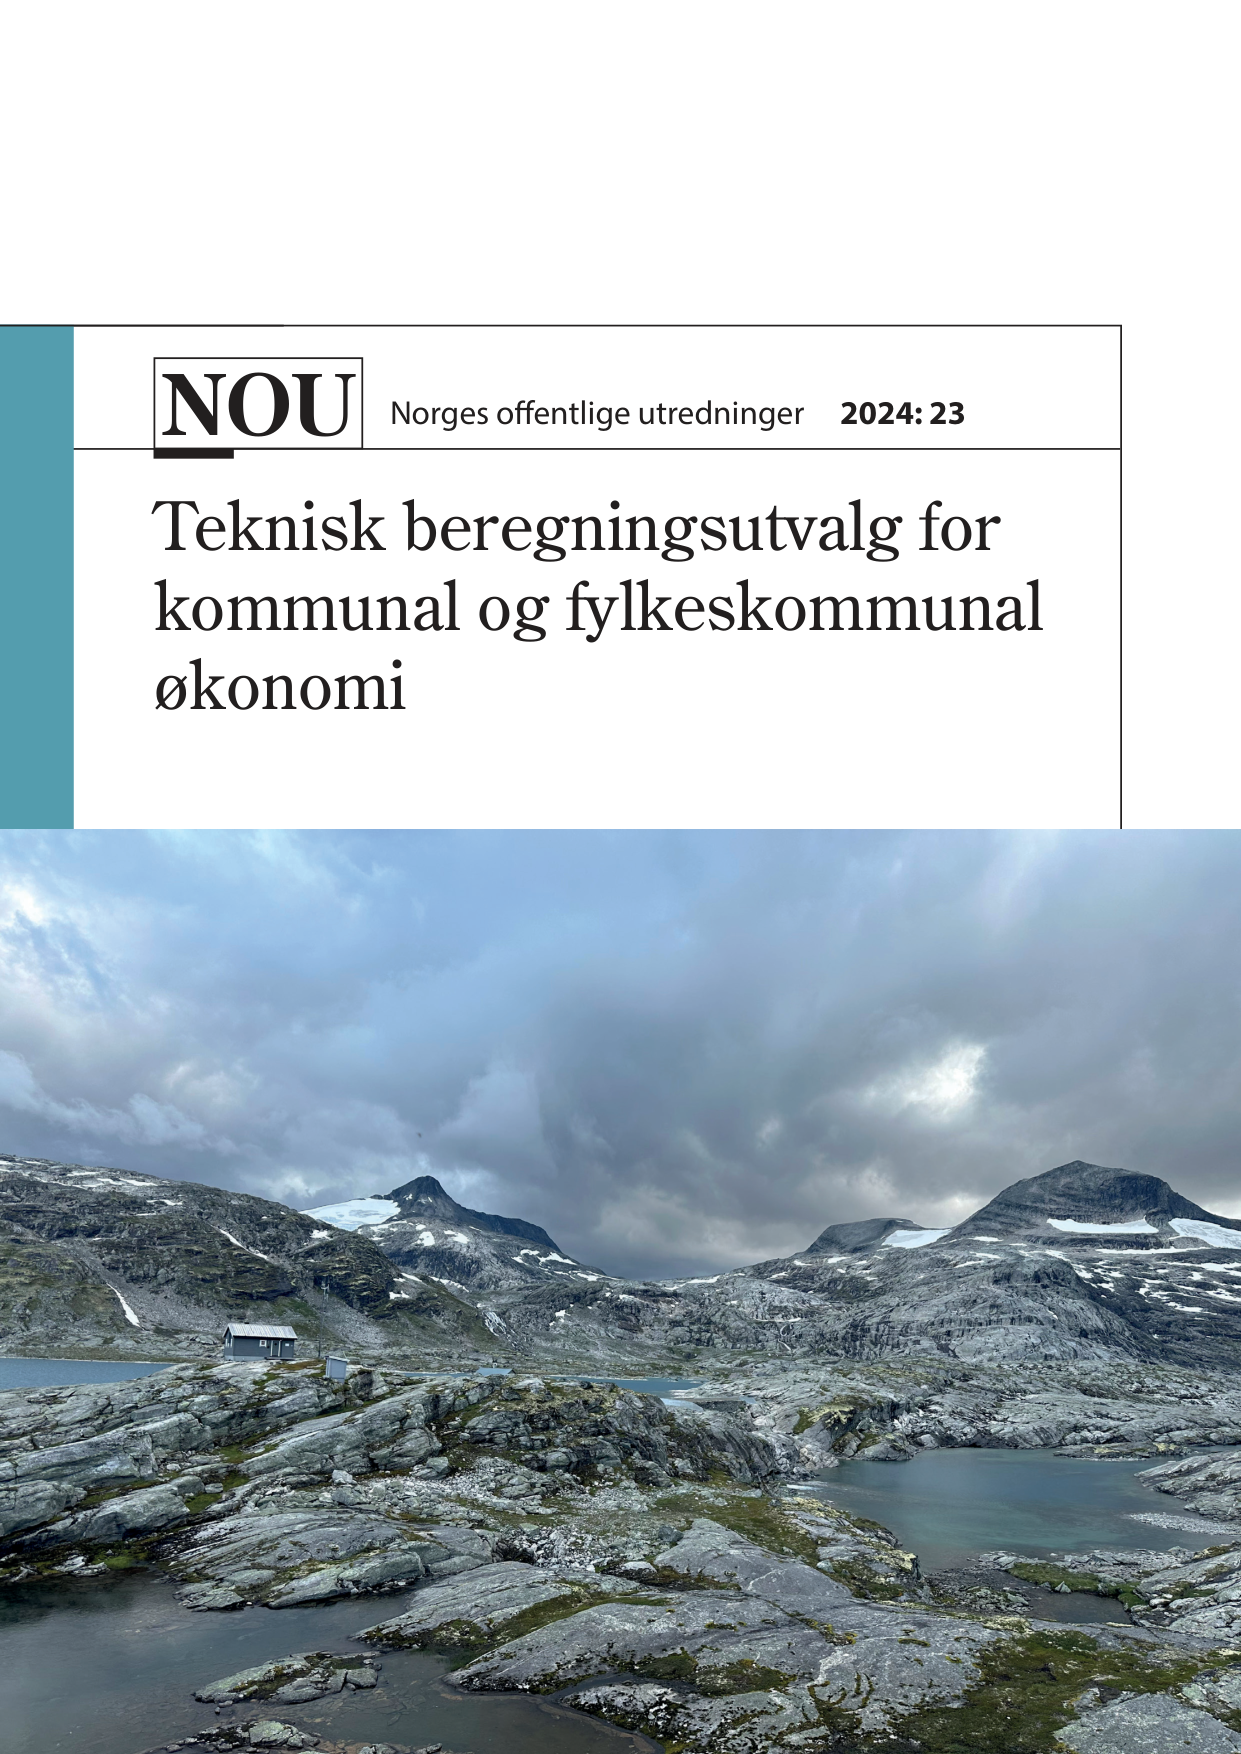 NOU Norges offentlige utredninger 2024: 23
Teknisk beregningsutvalg for
kommunal og fylkeskommunal
økonomi